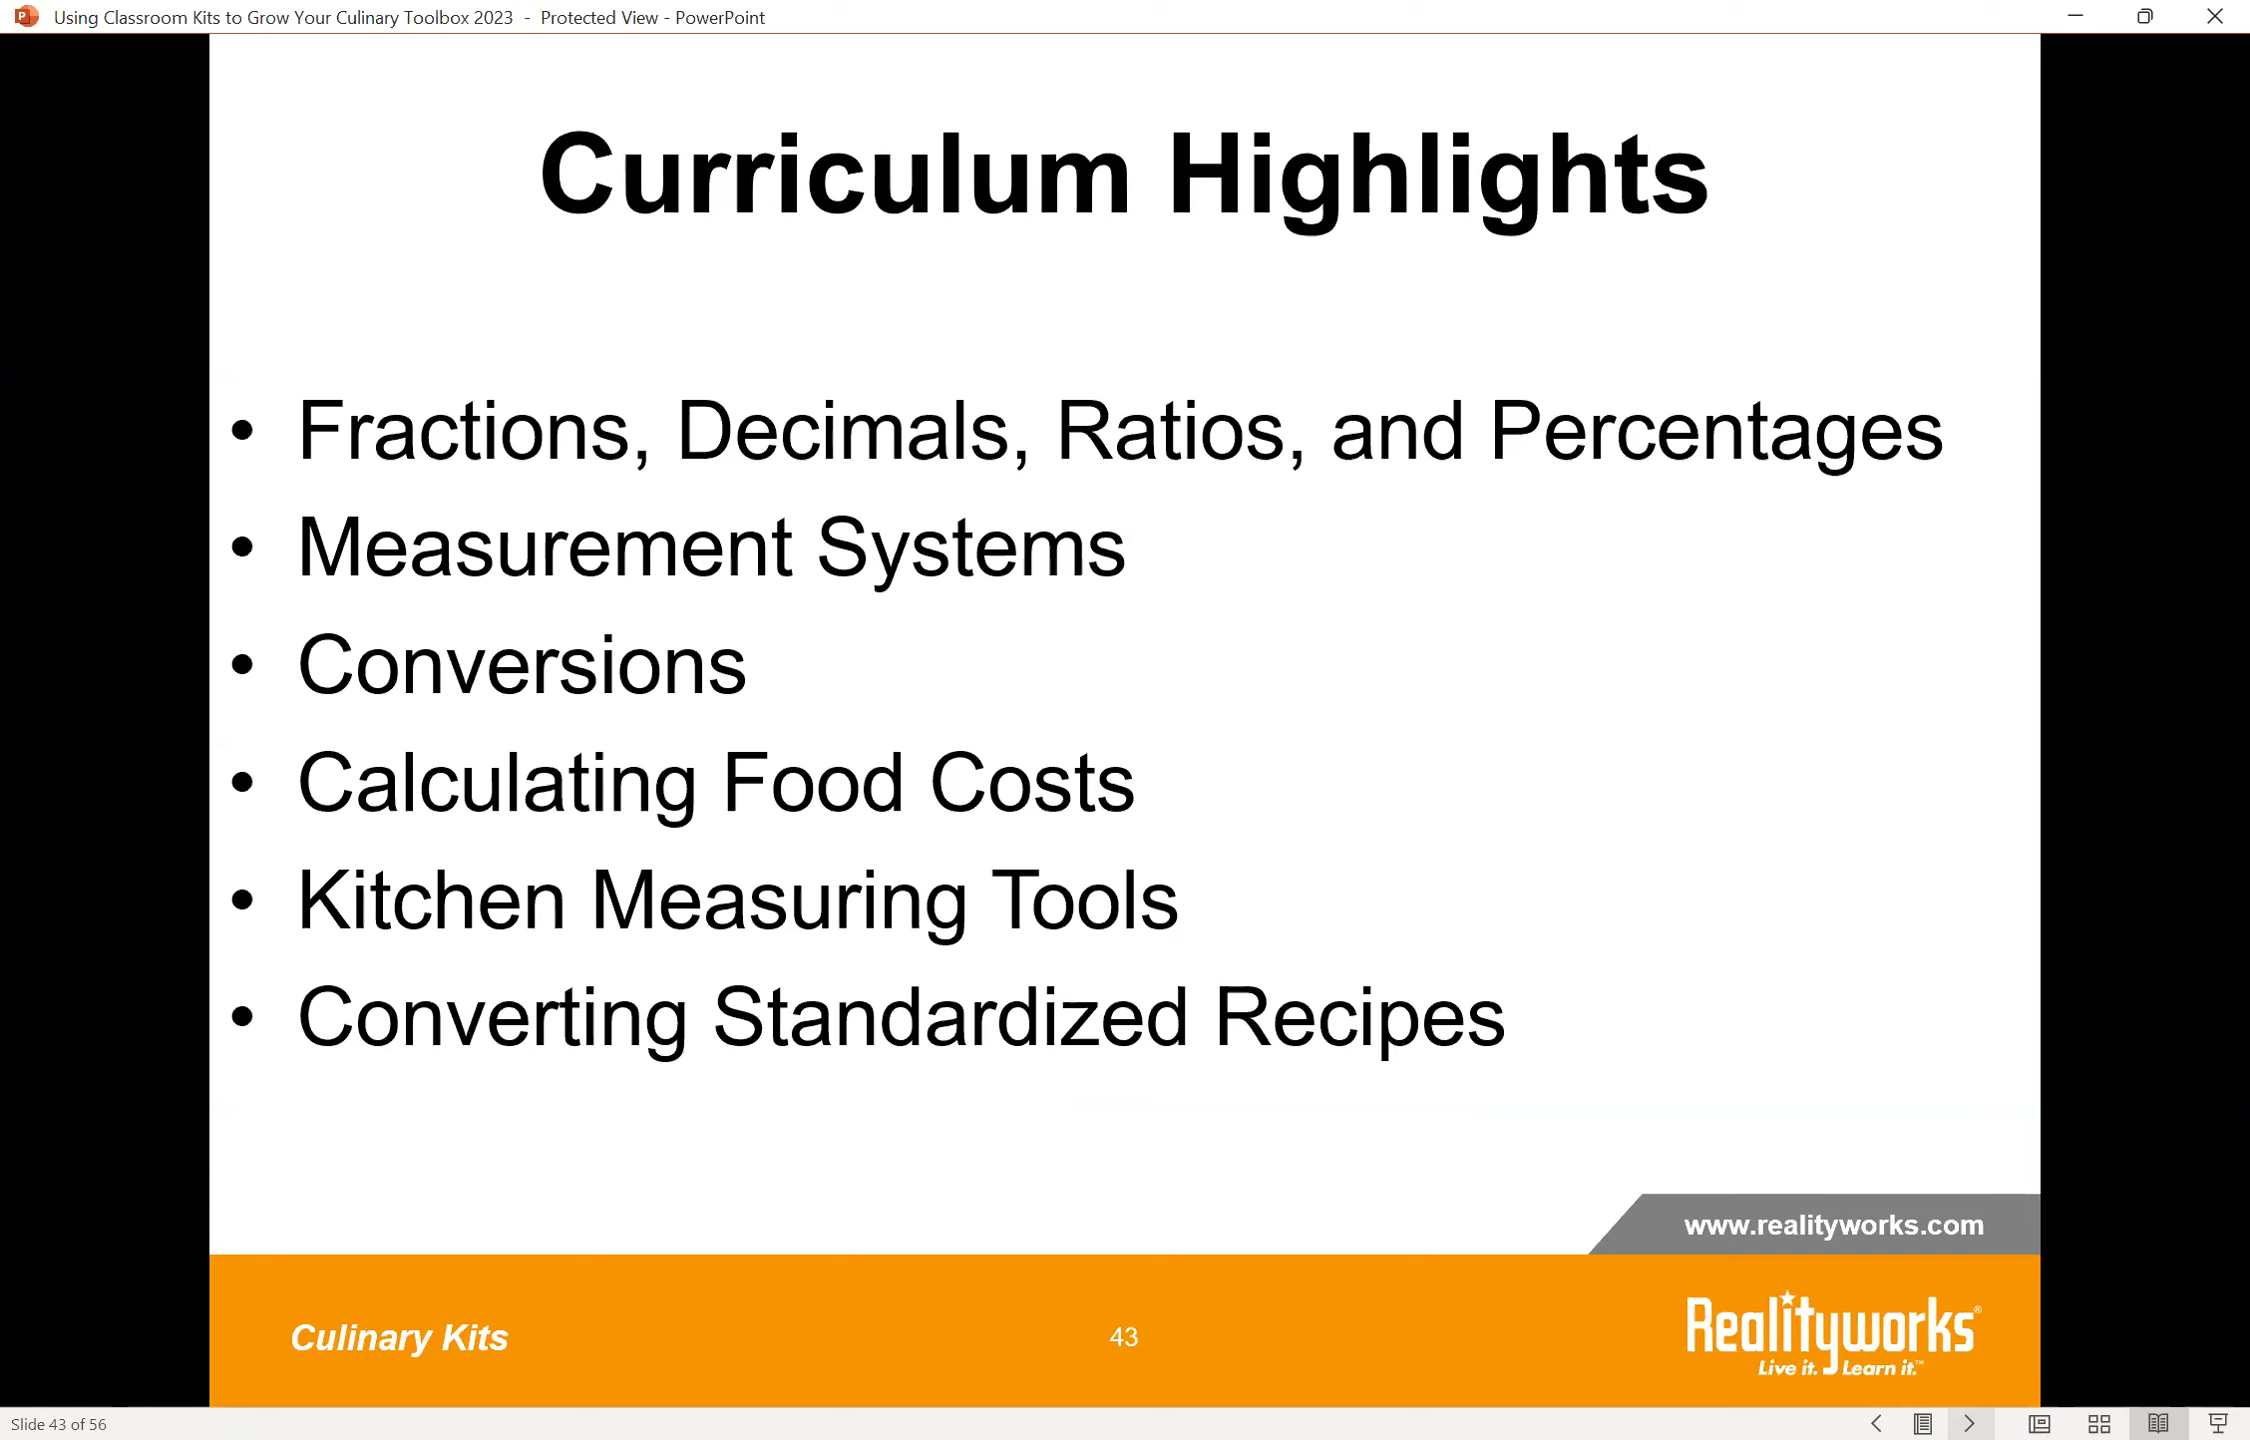 Using Classroom Kits to Grow Your Culinary Toolbox 2023 - Protected View - PowerPoint
Curriculum Highlights
• Fractions, Decimals, Ratios, and Percentages
• Measurement Systems
• Conversions
• Calculating Food Costs
• Kitchen Measuring Tools
• Converting Standardized Recipes
www.realityworks.com
Culinary Kits
43
Realityworks®
Live it. Learn it.™
Slide 43 of 56